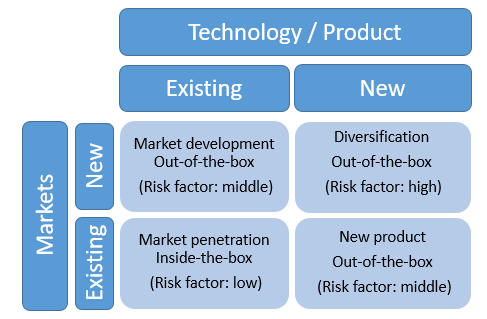 Technology / Product
Existing
New
Markets
New
Market development
Out-of-the-box
(Risk factor: middle)
Diversification
Out-of-the-box
(Risk factor: high)
Existing
Market penetration
Inside-the-box
(Risk factor: low)
New product
Out-of-the-box
(Risk factor: middle)